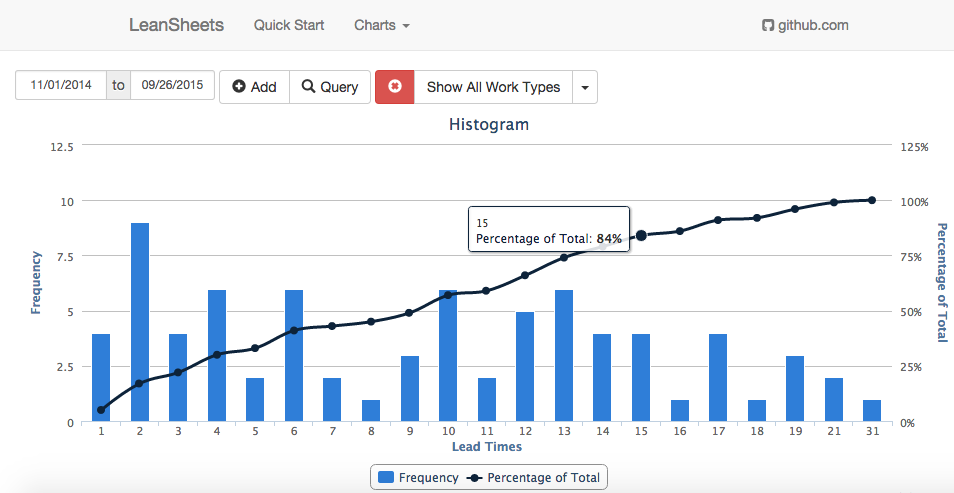 LeanSheets Quick Start Charts github.com
11/01/2014 to 09/26/2015 Add Query Show All Work Types
Histogram
12.5 125%
10 100%
15
Percentage of Total: 84%
7.5 75%
5 50%
2.5 25%
0 0%
Frequency
Percentage of Total
1 2 3 4 5 6 7 8 9 10 11 12 13 14 15 16 17 18 19 21 31
Lead Times
Frequency Percentage of Total